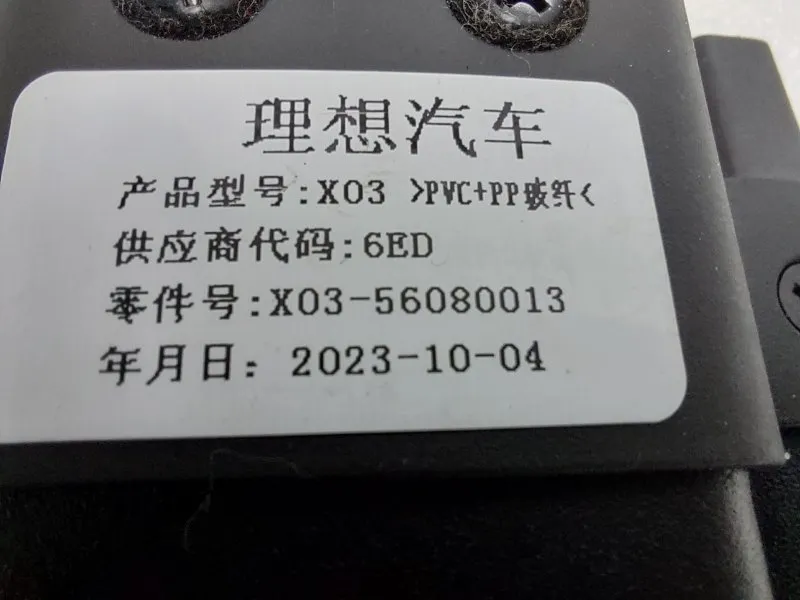 理想汽车
产品型号:X03 >PVC+PP玻纤<
供应商代码:6ED
零件号:X03-56080013
年月日: 2023-10-04